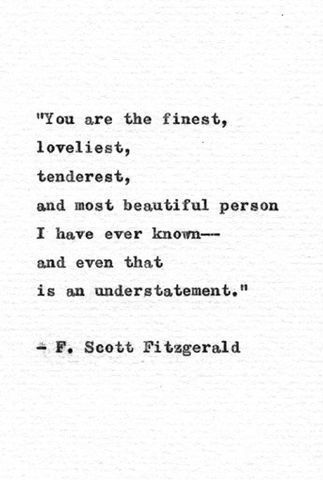 "You are the finest,
loveliest,
tenderest,
and most beautiful person
I have ever known—
and even that
is an understatement."
- F. Scott Fitzgerald